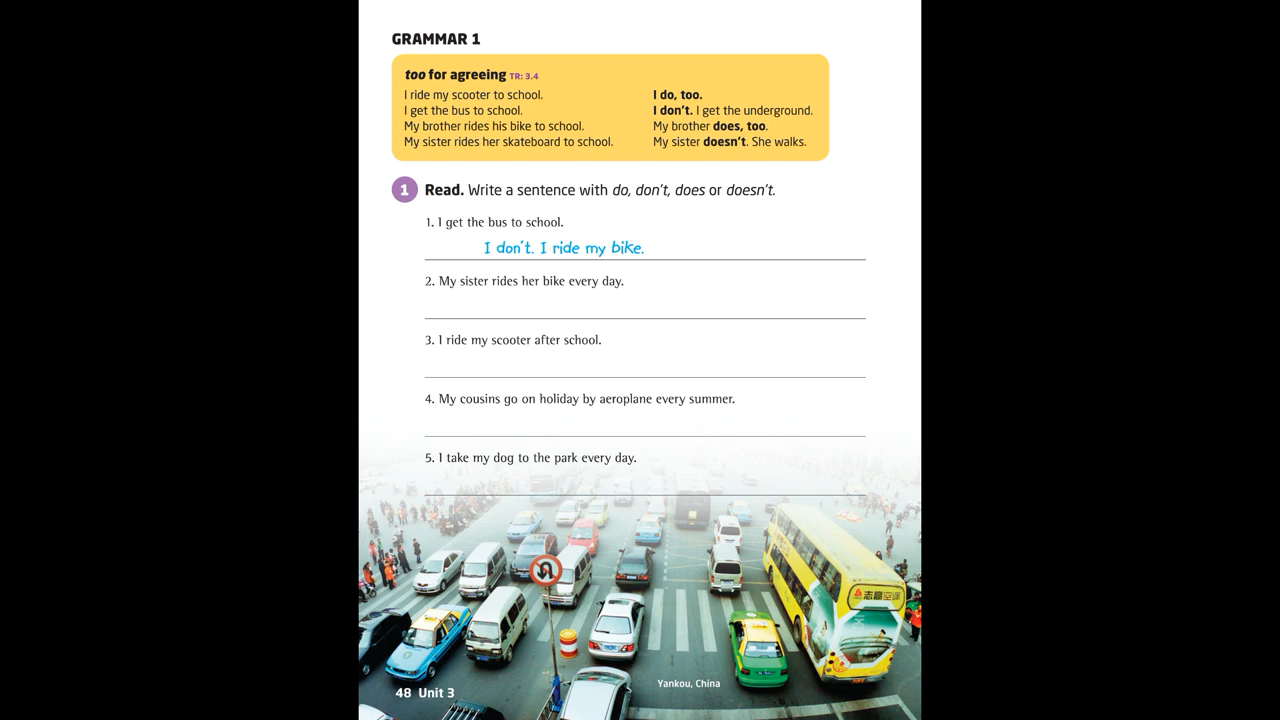 GRAMMAR 1
too for agreeing TR: 3.4
I ride my scooter to school. I do, too.
I get the bus to school. I don't. I get the underground.
My brother rides his bike to school. My brother does, too.
My sister rides her skateboard to school. My sister doesn't. She walks.
1 Read. Write a sentence with do, don't, does or doesn't.
1. I get the bus to school.
I don't. I ride my bike.
2. My sister rides her bike every day.
3. I ride my scooter after school.
4. My cousins go on holiday by aeroplane every summer.
5. I take my dog to the park every day.
志高空调
Yankou, China
48 Unit 3